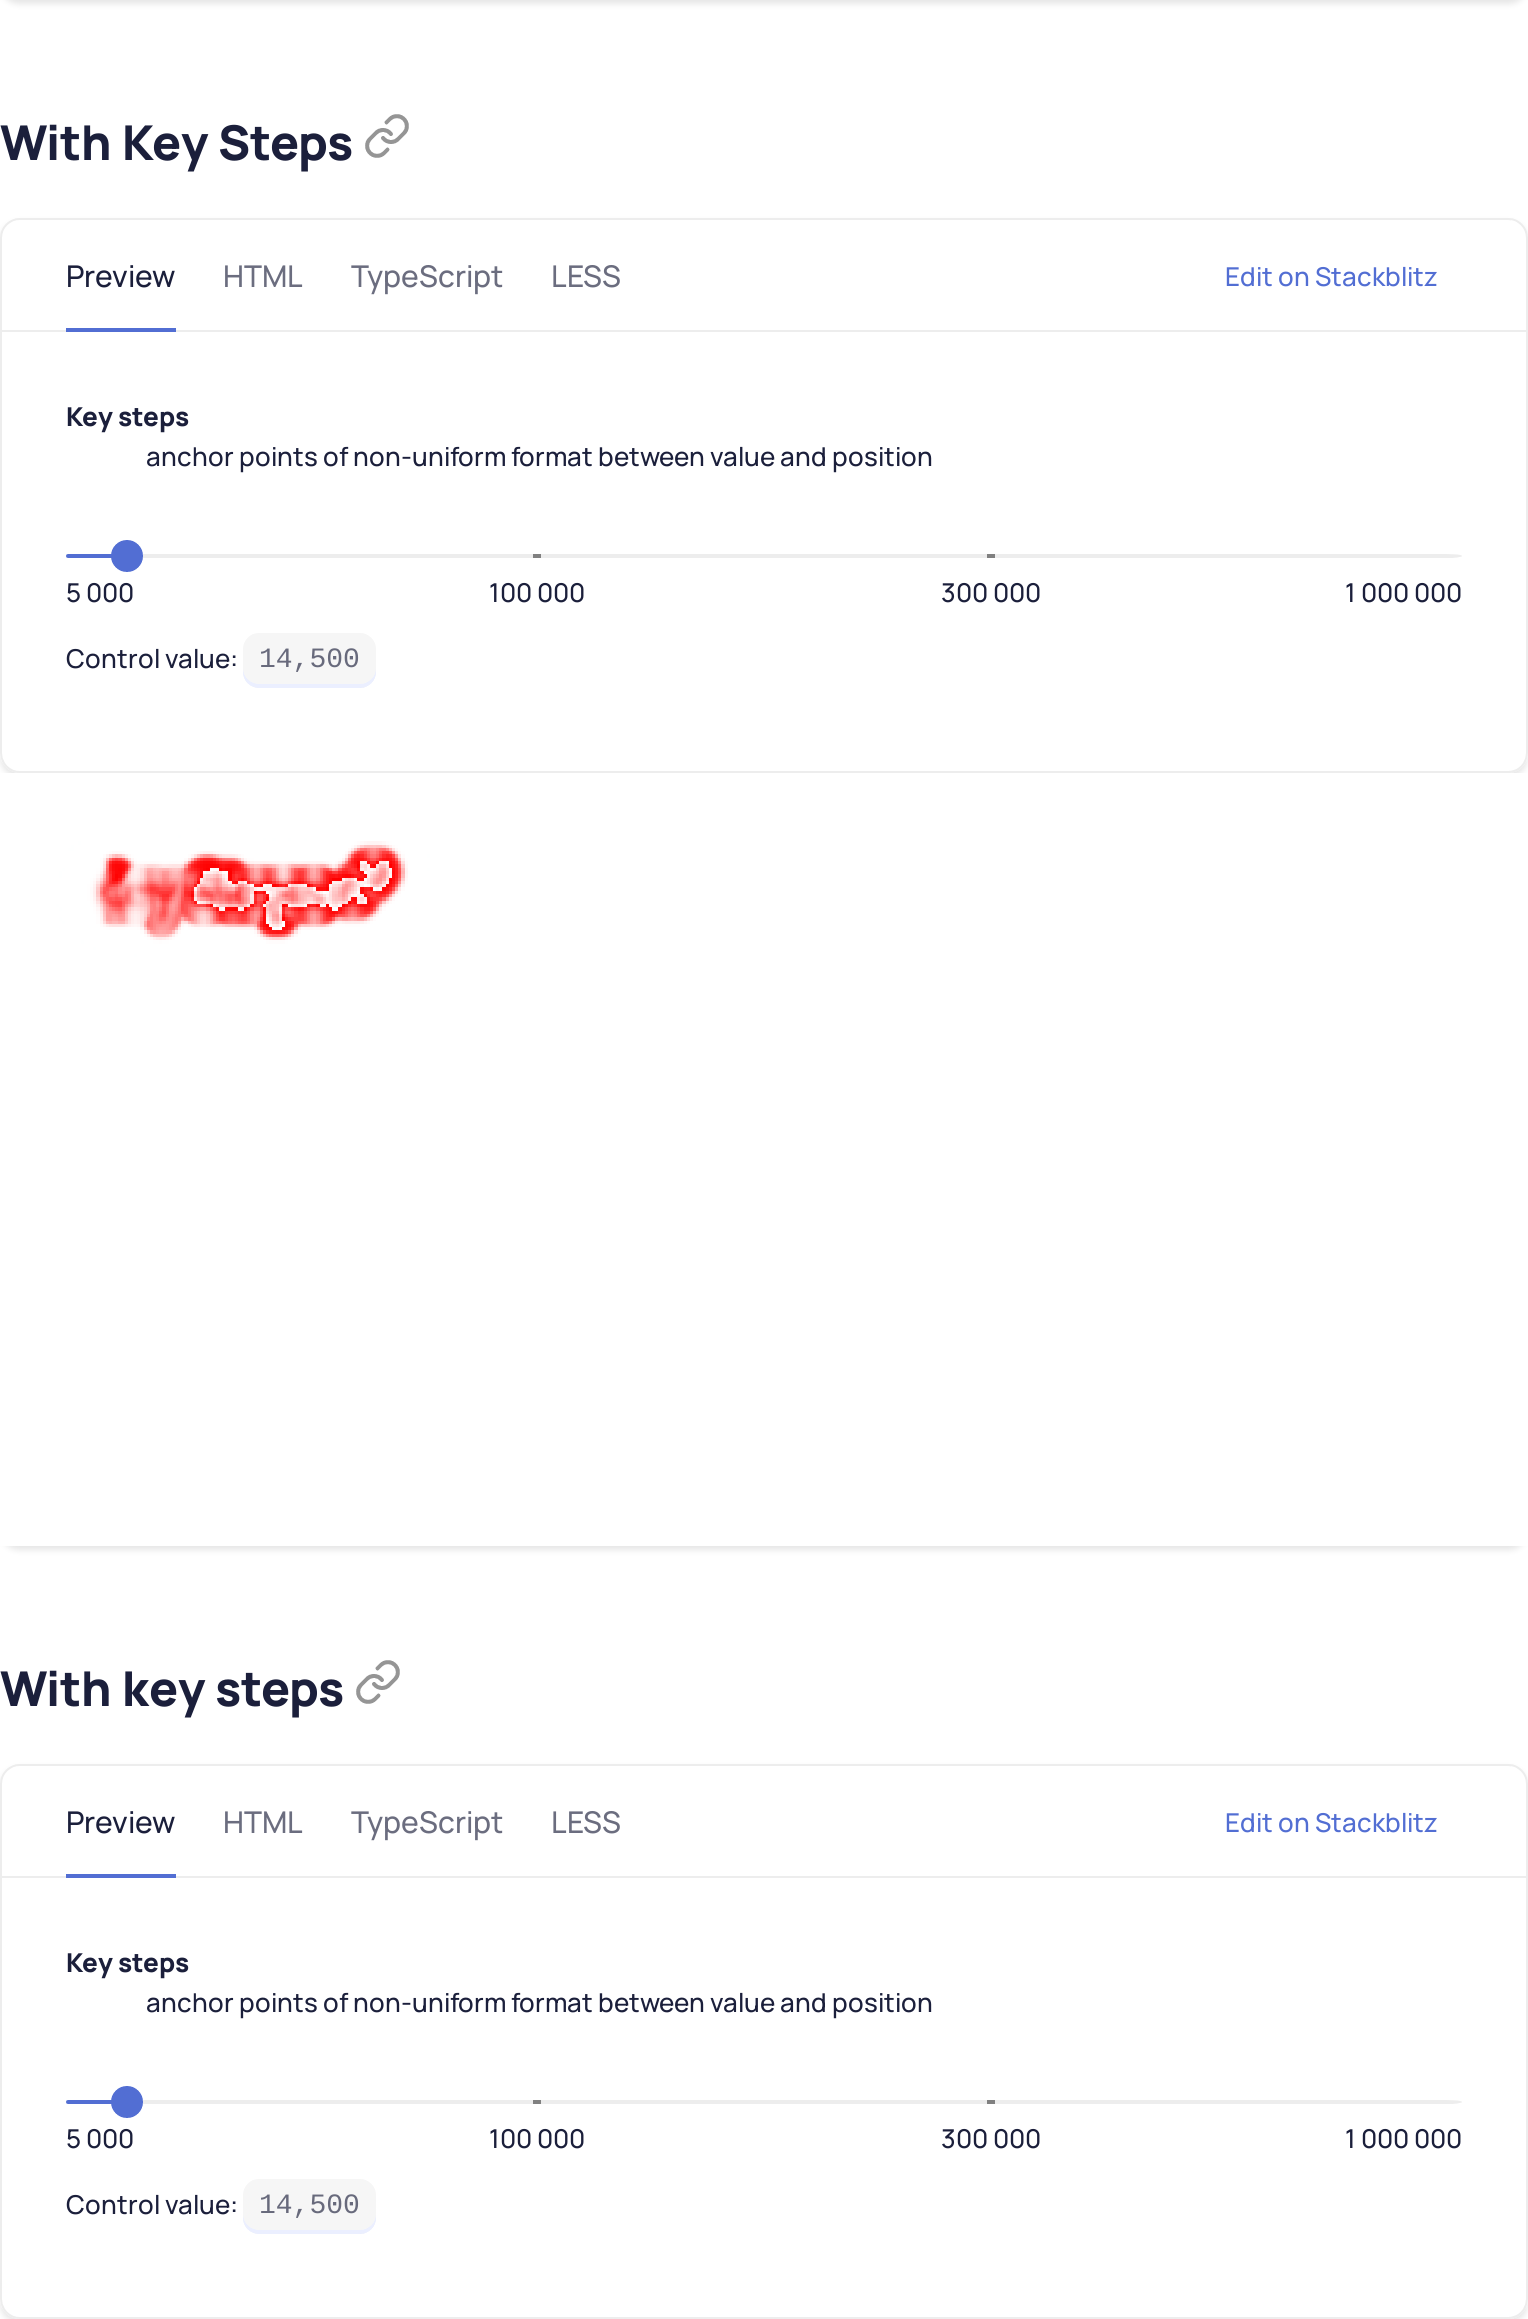 With Key Steps
Preview HTML TypeScript LESS Edit on Stackblitz
Key steps
anchor points of non-uniform format between value and position
5 000 100 000 300 000 1 000 000
Control value: 14,500
With key steps
Preview HTML TypeScript LESS Edit on Stackblitz
Key steps
anchor points of non-uniform format between value and position
5 000 100 000 300 000 1 000 000
Control value: 14,500